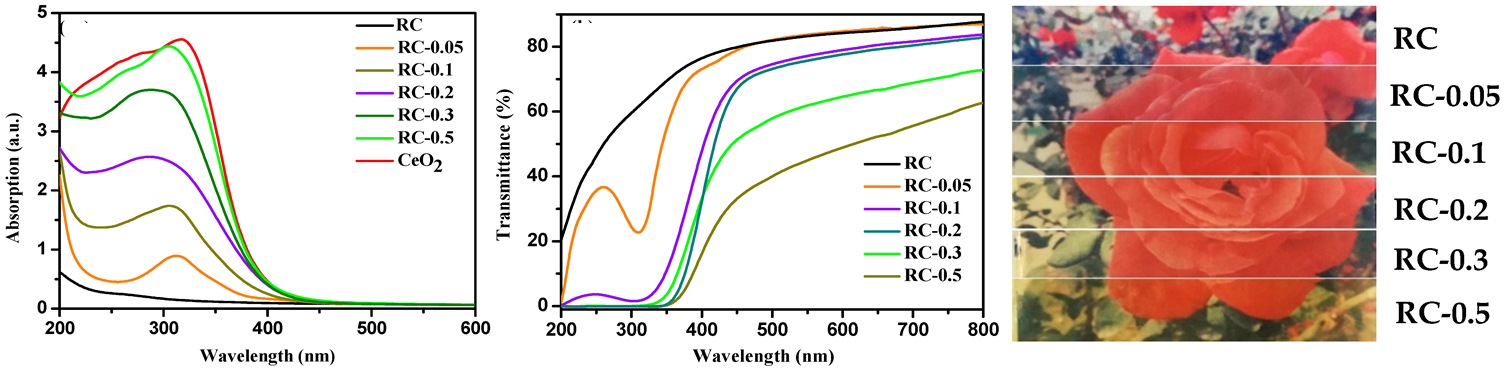 RC
RC-0.05
RC-0.1
RC-0.2
RC-0.3
RC-0.5
CeO2
Absorption (a.u.)
5
4
3
2
1
0
200 300 400 500 600
Wavelength (nm)
RC
RC-0.05
RC-0.1
RC-0.2
RC-0.3
RC-0.5
Transmittance (%)
80
60
40
20
0
200 300 400 500 600 700 800
Wavelength (nm)
RC
RC-0.05
RC-0.1
RC-0.2
RC-0.3
RC-0.5